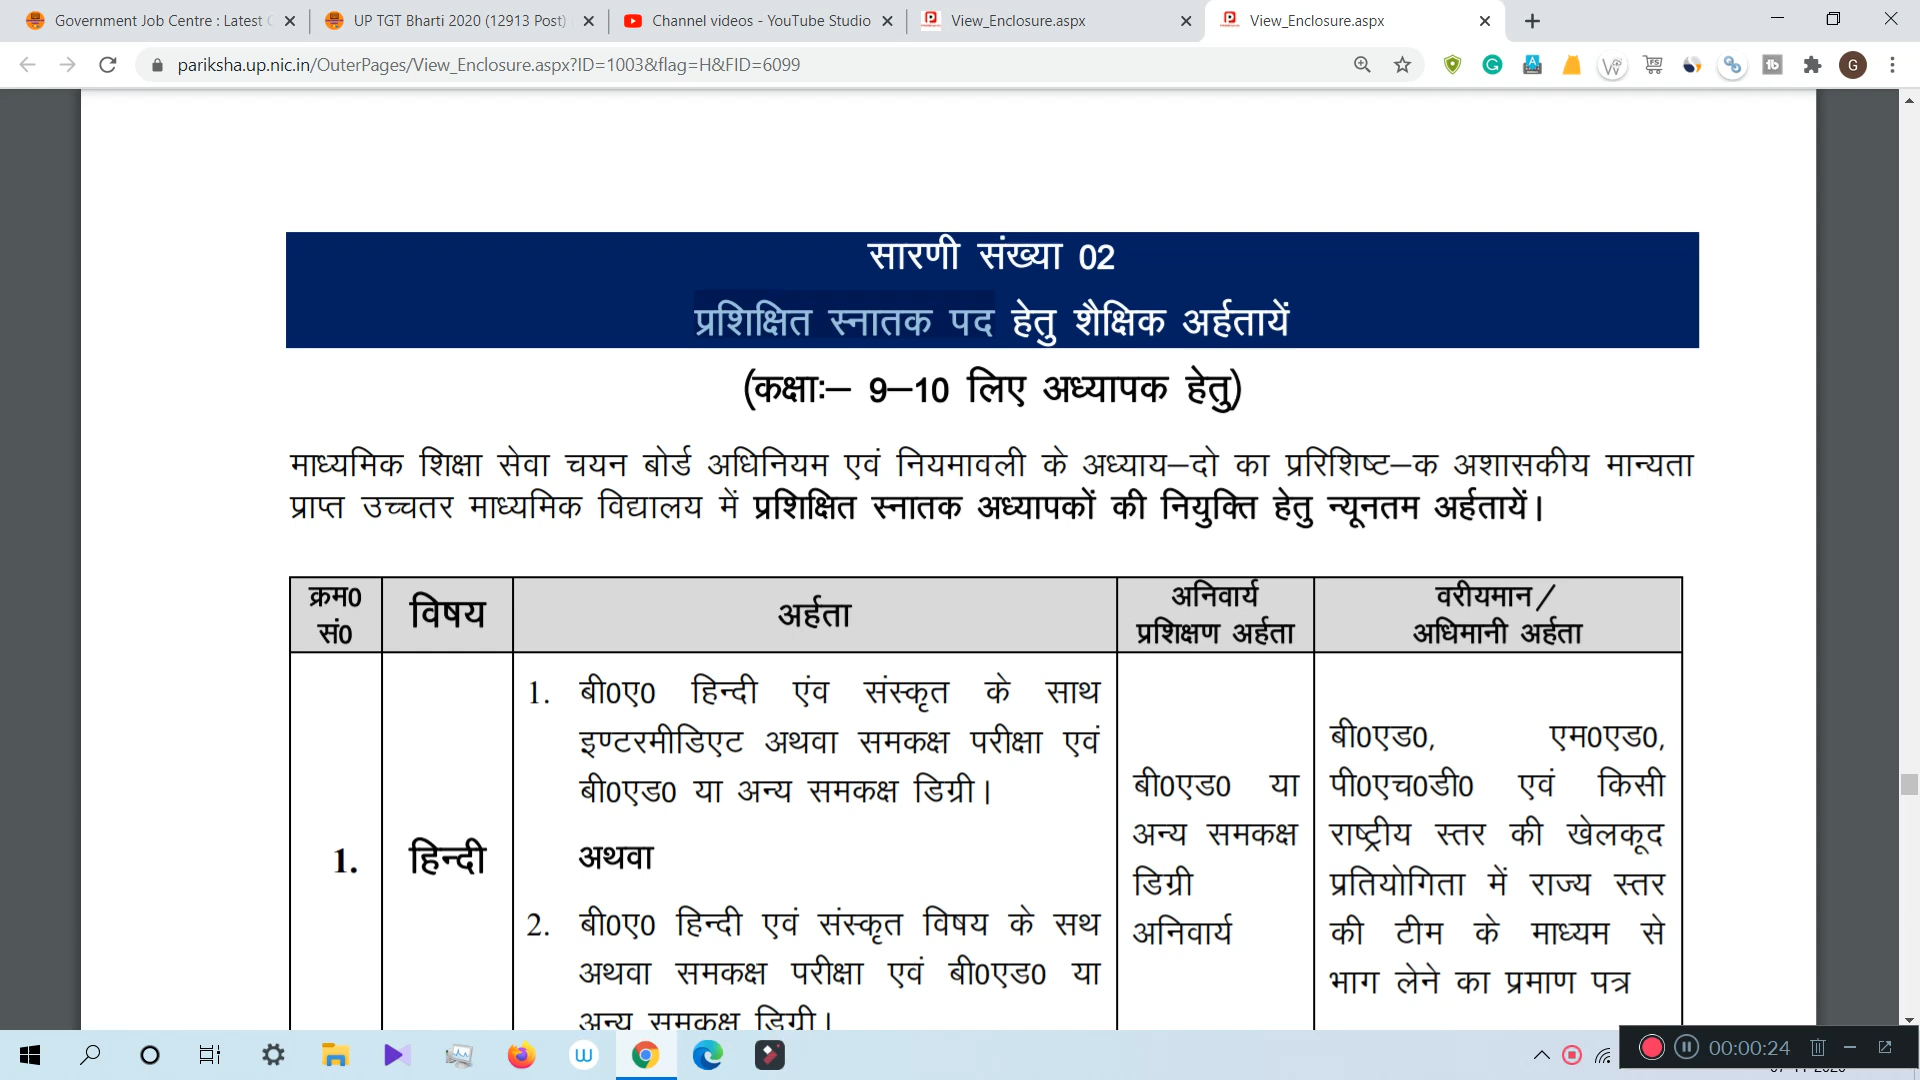 Government Job Centre : Latest
UP TGT Bharti 2020 (12913 Post)
Channel videos - YouTube Studio
View_Enclosure.aspx
View_Enclosure.aspx
pariksha.up.nic.in/OuterPages/View_Enclosure.aspx?ID=1003&flag=H&FID=6099
G
सारणी संख्या 02
प्रशिक्षित स्नातक पद हेतु शैक्षिक अर्हतायें
(कक्षाः– 9–10 लिए अध्यापक हेतु)
माध्यमिक शिक्षा सेवा चयन बोर्ड अधिनियम एवं नियमावली के अध्याय–दो का प्ररिशिष्ट–क अशासकीय मान्यता
प्राप्त उच्चतर माध्यमिक विद्यालय में प्रशिक्षित स्नातक अध्यापकों की नियुक्ति हेतु न्यूनतम अर्हतायें।
क्रम0 सं0
विषय
अर्हता
अनिवार्य
प्रशिक्षण अर्हता
वरीयमान/
अधिमानी अर्हता
1.
हिन्दी
1. बी0ए0 हिन्दी एंव संस्कृत के साथ
इण्टरमीडिएट अथवा समकक्ष परीक्षा एवं
बी0एड0 या अन्य समकक्ष डिग्री।
अथवा
2. बी0ए0 हिन्दी एवं संस्कृत विषय के सथ
अथवा समकक्ष परीक्षा एवं बी0एड0 या
अन्य समकक्ष डिग्री।
बी0एड0 या
अन्य समकक्ष
डिग्री
अनिवार्य
बी0एड0, एम0एड0,
पी0एच0डी0 एवं किसी
राष्ट्रीय स्तर की खेलकूद
प्रतियोगिता में राज्य स्तर
की टीम के माध्यम से
भाग लेने का प्रमाण पत्र
00:00:24